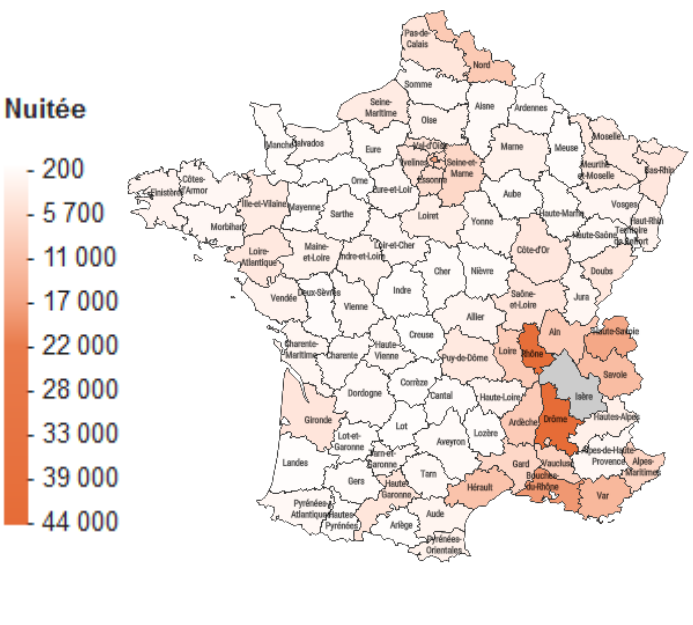 Nuitée
- 200
- 5 700
- 11 000
- 17 000
- 22 000
- 28 000
- 33 000
- 39 000
- 44 000
Pas-de-
Calais
Nord
Somme
Seine-
Maritime
Oise
Aisne
Ardennes
Manche
Calvados
Eure
Val-d'Oise
Yvelines
Essonne
Seine-et-
Marne
Marne
Meuse
Moselle
Meurthe-
et-Moselle
Bas-Rhin
Finistère
Côtes-
d'Armor
Morbihan
Ille-et-Vilaine
Mayenne
Orne
Eure-et-Loir
Sarthe
Loiret
Yonne
Aube
Haute-Marne
Vosges
Haut-Rhin
Territoire
de Belfort
Haute-Saône
Loire-
Atlantique
Maine-
et-Loire
Indre-et-Loire
Loir-et-Cher
Cher
Nièvre
Côte-d'Or
Doubs
Jura
Vendée
Deux-Sèvres
Vienne
Indre
Saône-
et-Loire
Allier
Creuse
Haute-
Vienne
Charente-
Maritime
Charente
Puy-de-Dôme
Loire
Rhône
Ain
Haute-Savoie
Savoie
Isère
Corrèze
Dordogne
Cantal
Haute-Loire
Ardèche
Drôme
Hautes-Alpes
Gironde
Lot-et-
Garonne
Lot
Aveyron
Lozère
Landes
Tarn-et-
Garonne
Tarn
Gers
Haute-
Garonne
Gard
Vaucluse
Alpes-de-Haute-
Provence
Alpes-
Maritimes
Hérault
Bouches-
du-Rhône
Var
Pyrénées-
Atlantiques
Hautes-
Pyrénées
Ariège
Aude
Pyrénées-
Orientales